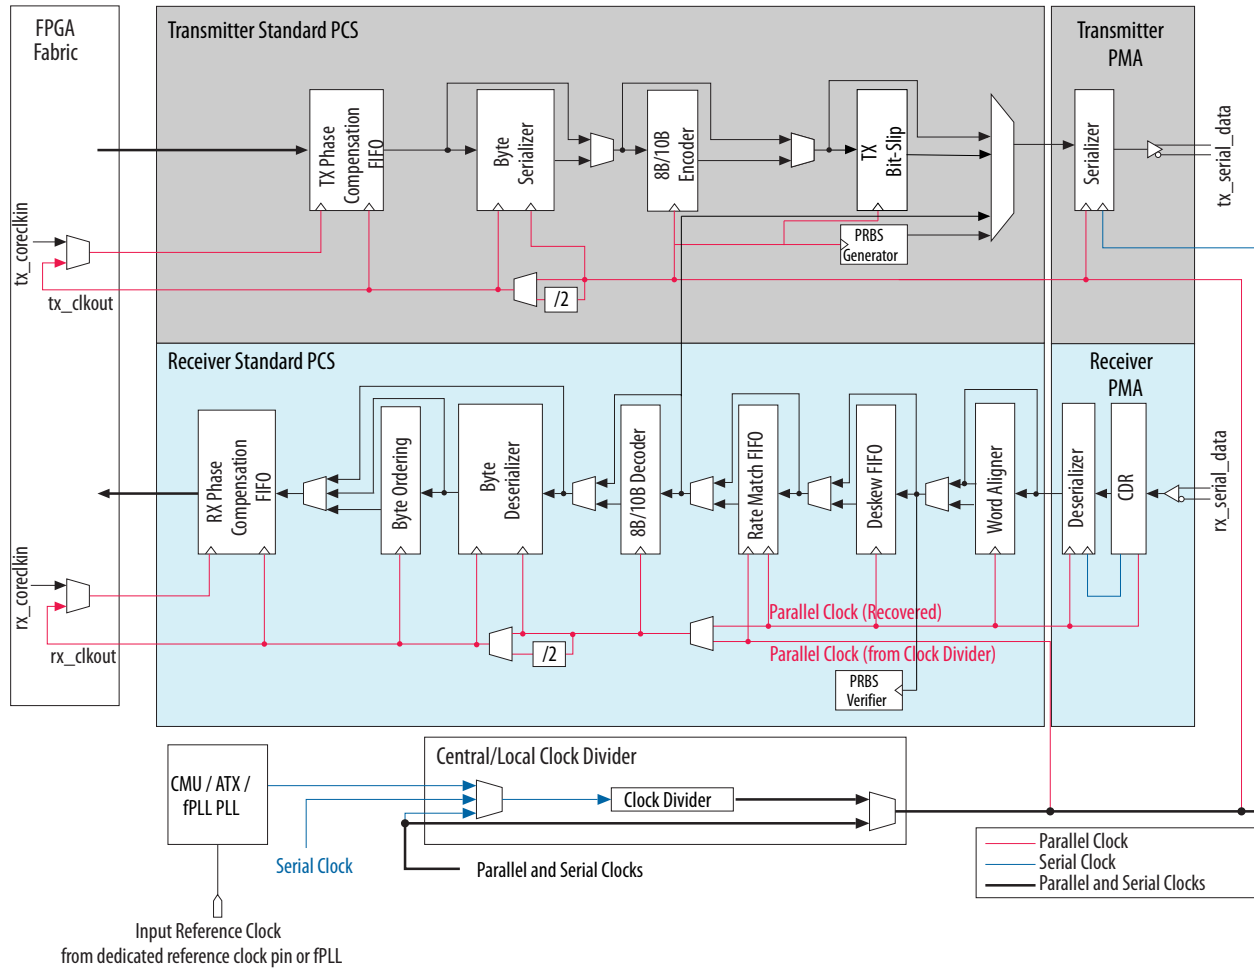 FPGA
Fabric
Transmitter Standard PCS
Transmitter
PMA
TX Phase
Compensation
FIFO
Byte
Serializer
8B/10B
Encoder
TX
Bit-Slip
PRBS
Generator
Serializer
tx_serial_data
tx_coreclkin
tx_clkout
/2
Receiver Standard PCS
Receiver
PMA
RX Phase
Compensation
FIFO
Byte Ordering
Byte
Deserializer
8B/10B Decoder
Rate Match FIFO
Deskew FIFO
Word Aligner
Deserializer
CDR
rx_serial_data
rx_coreclkin
rx_clkout
/2
Parallel Clock (Recovered)
Parallel Clock (from Clock Divider)
PRBS
Verifier
CMU / ATX /
fPLL PLL
Central/Local Clock Divider
Clock Divider
Serial Clock
Parallel and Serial Clocks
Input Reference Clock
from dedicated reference clock pin or fPLL
Parallel Clock
Serial Clock
Parallel and Serial Clocks